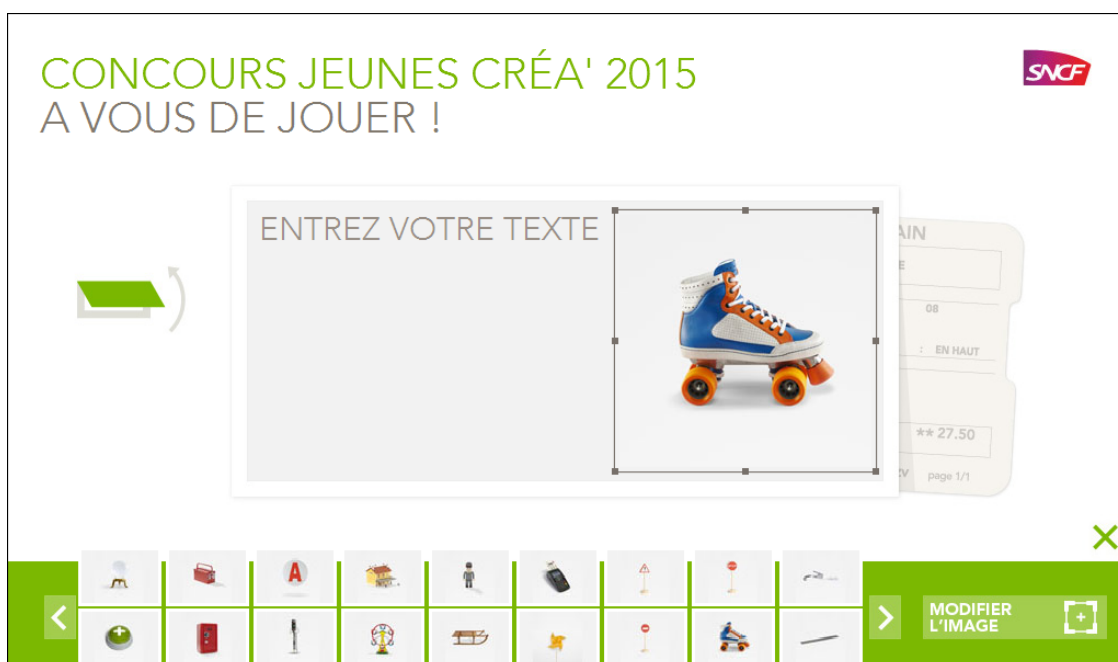 CONCOURS JEUNES CRÉA' 2015
A VOUS DE JOUER !
SNCF
ENTREZ VOTRE TEXTE
AIN
E
08
: EN HAUT
** 27.50
page 1/1
A
MODIFIER
L'IMAGE